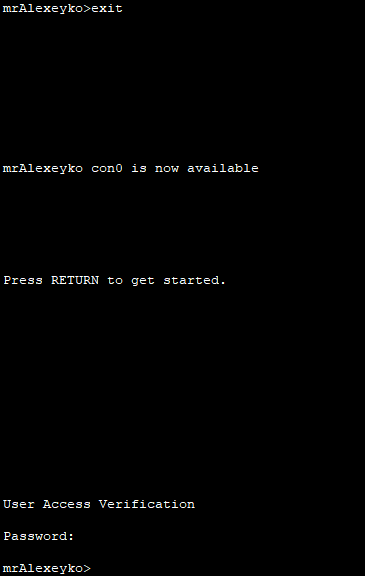 mrAlexeyko>exit
mrAlexeyko con0 is now available
Press RETURN to get started.
User Access Verification
Password:
mrAlexeyko>